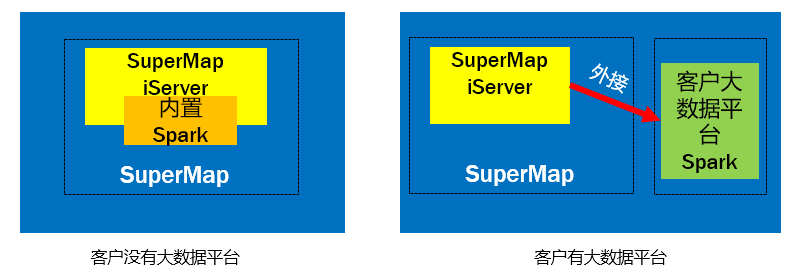 SuperMap
iServer
内置
Spark
SuperMap
客户没有大数据平台
SuperMap
iServer
外接
客户大
数据平
台
Spark
SuperMap
客户有大数据平台